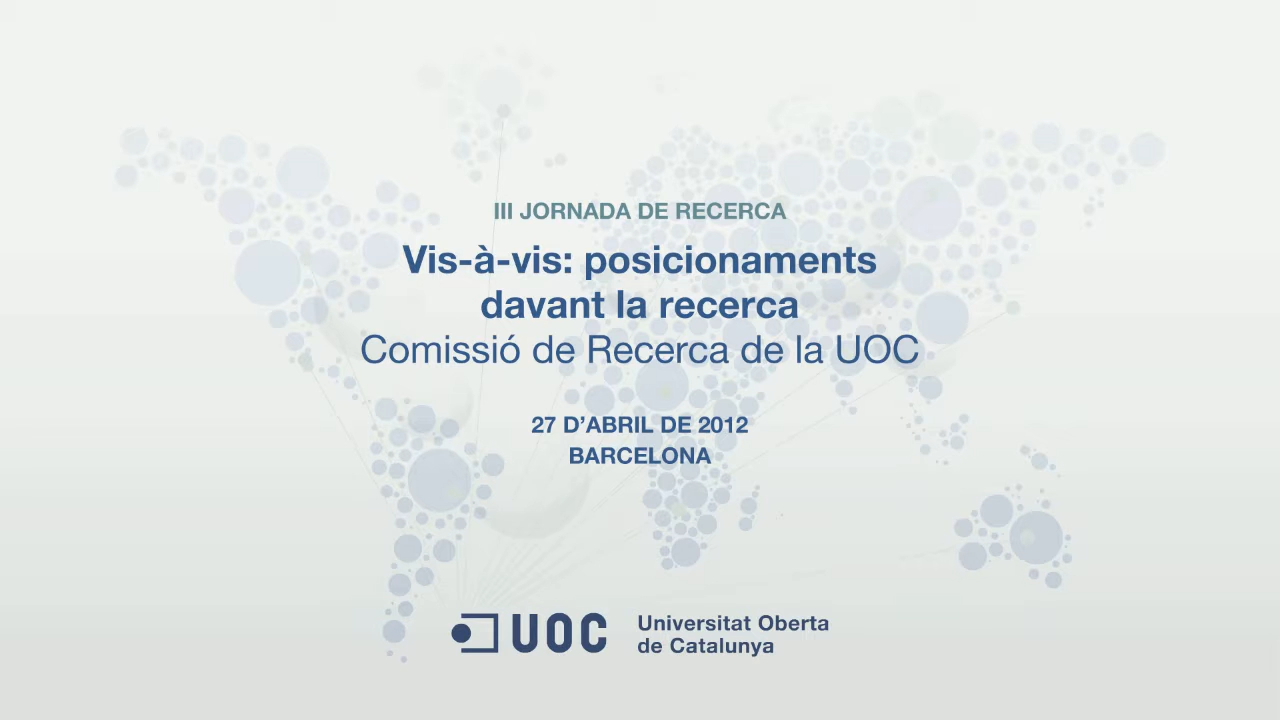 III JORNADA DE RECERCA
Vis-à-vis: posicionaments
davant la recerca
Comissió de Recerca de la UOC
27 D’ABRIL DE 2012
BARCELONA
UOC
Universitat Oberta
de Catalunya